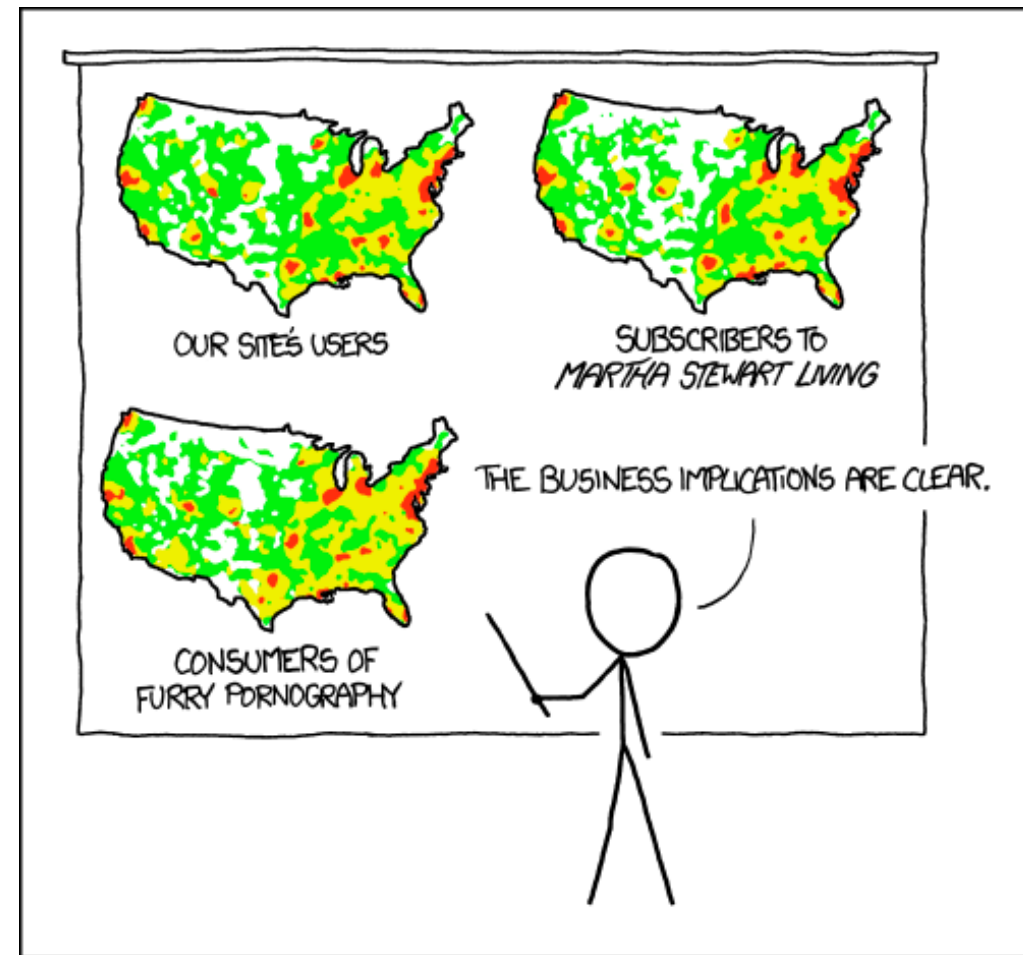 OUR SITE'S USERS
SUBSCRIBERS TO
MARTHA STEWART LIVING
CONSUMERS OF
FURRY PORNOGRAPHY
THE BUSINESS IMPLICATIONS ARE CLEAR.